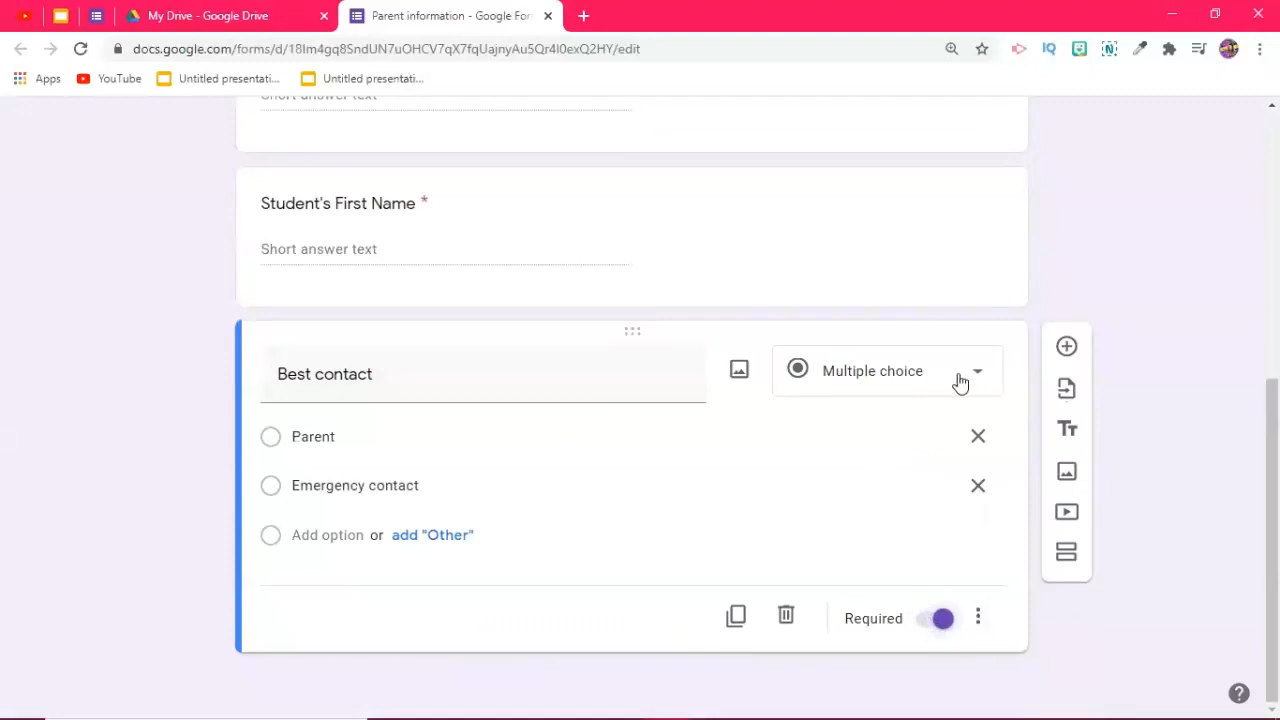 My Drive - Google Drive
Parent information - Google For
docs.google.com/forms/d/18Im4gq8SndUN7uOHCV7qX7fqUajnyAu5Qr4I0exQ2HY/edit
IQ
N
Apps
YouTube
Untitled presentati...
Untitled presentati...
Short answer text
Student's First Name *
Short answer text
Best contact
Multiple choice
Parent
Emergency contact
Add option or add "Other"
Required